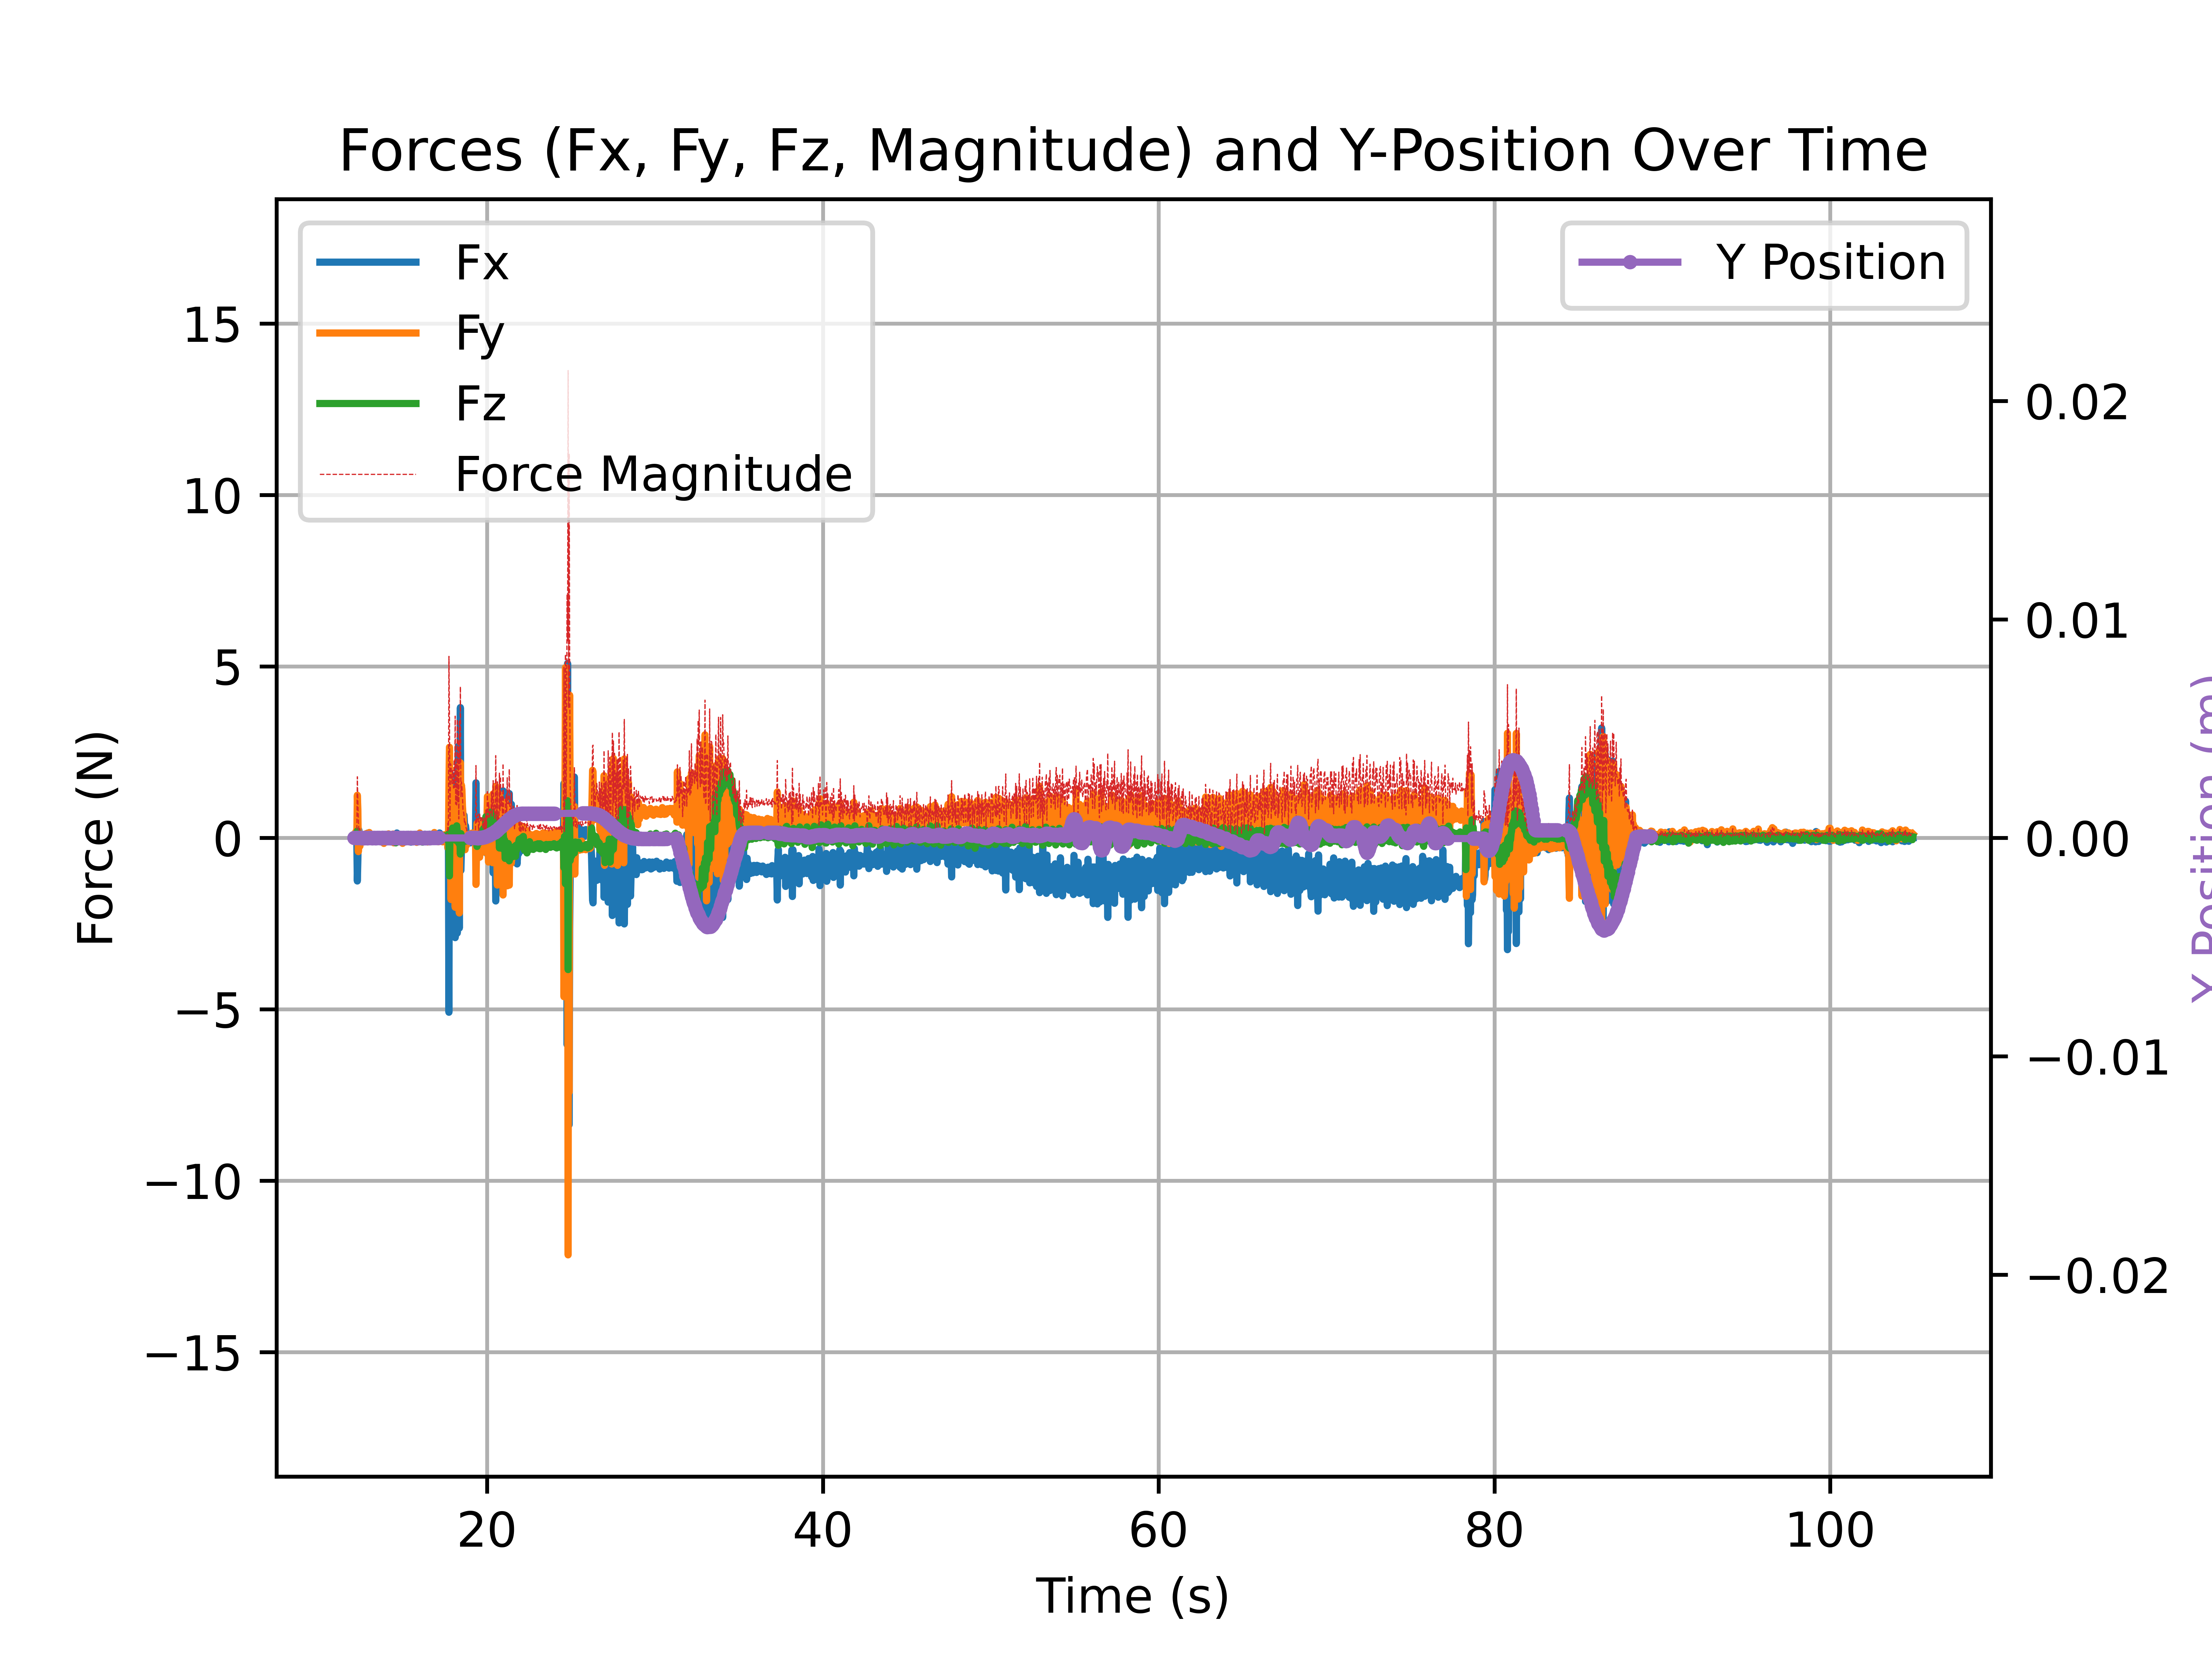 Forces (Fx, Fy, Fz, Magnitude) and Y-Position Over Time
Fx
Fy
Fz
Force Magnitude
Y Position
15
10
5
0
−5
−10
−15
Force (N)
0.02
0.01
0.00
−0.01
−0.02
Y Position (m)
20
40
60
80
100
Time (s)